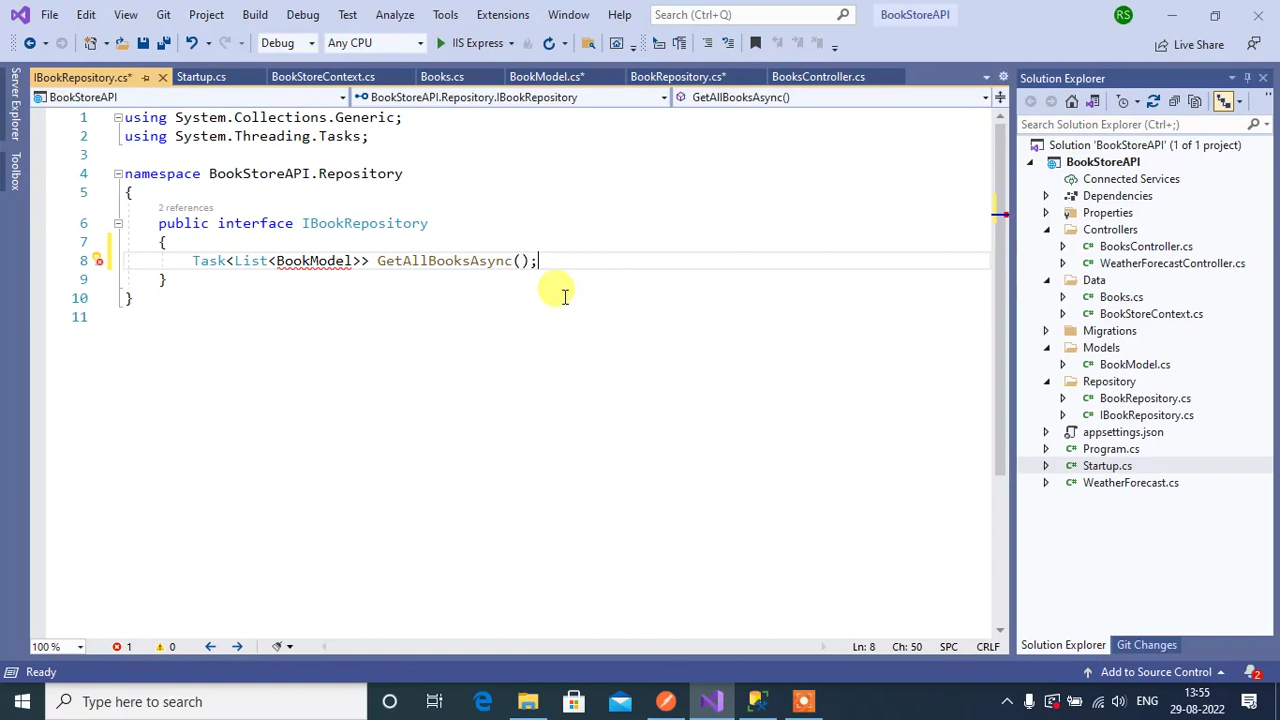 File Edit View Git Project Build Debug Test Analyze Tools Extensions Window Help Search (Ctrl+Q) BookStoreAPI RS
Debug Any CPU IIS Express Live Share
IBookRepository.cs* Startup.cs BookStoreContext.cs Books.cs BookModel.cs* BookRepository.cs* BooksController.cs
BookStoreAPI BookStoreAPI.Repository.IBookRepository GetAllBooksAsync()
Server Explorer
Toolbox
1 using System.Collections.Generic;
2 using System.Threading.Tasks;
3
4 namespace BookStoreAPI.Repository
5 {
2 references
6 public interface IBookRepository
7 {
8 Task<List<BookModel>> GetAllBooksAsync();
9 }
10 }
11
100 % 1 0 Ln: 8 Ch: 50 SPC CRLF
Solution Explorer
Search Solution Explorer (Ctrl+;)
Solution 'BookStoreAPI' (1 of 1 project)
BookStoreAPI
Connected Services
Dependencies
Properties
Controllers
C# BooksController.cs
C# WeatherForecastController.cs
Data
C# Books.cs
C# BookStoreContext.cs
Migrations
Models
C# BookModel.cs
Repository
C# BookRepository.cs
C# IBookRepository.cs
appsettings.json
C# Program.cs
C# Startup.cs
C# WeatherForecast.cs
Solution Explorer Git Changes
Ready Add to Source Control 2
Type here to search ENG 13:55
29-08-2022